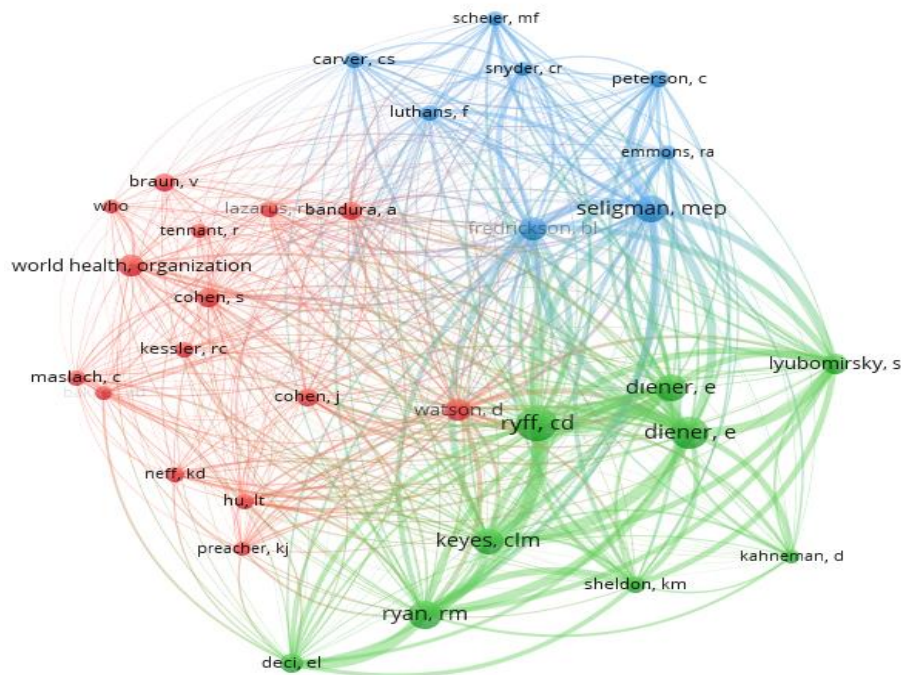 scheier, mf
carver, cs
snyder, cr
peterson, c
luthans, f
emmons, ra
braun, v
who
lazarus, rs
bandura, a
seligman, mep
tennant, r
fredrickson, bl
world health, organization
cohen, s
kessler, rc
lyubomirsky, s
maslach, c
diener, e
cohen, j
watson, d
ryff, cd
diener, e
neff, kd
hu, lt
keyes, clm
preacher, kj
kahneman, d
sheldon, km
ryan, rm
deci, el